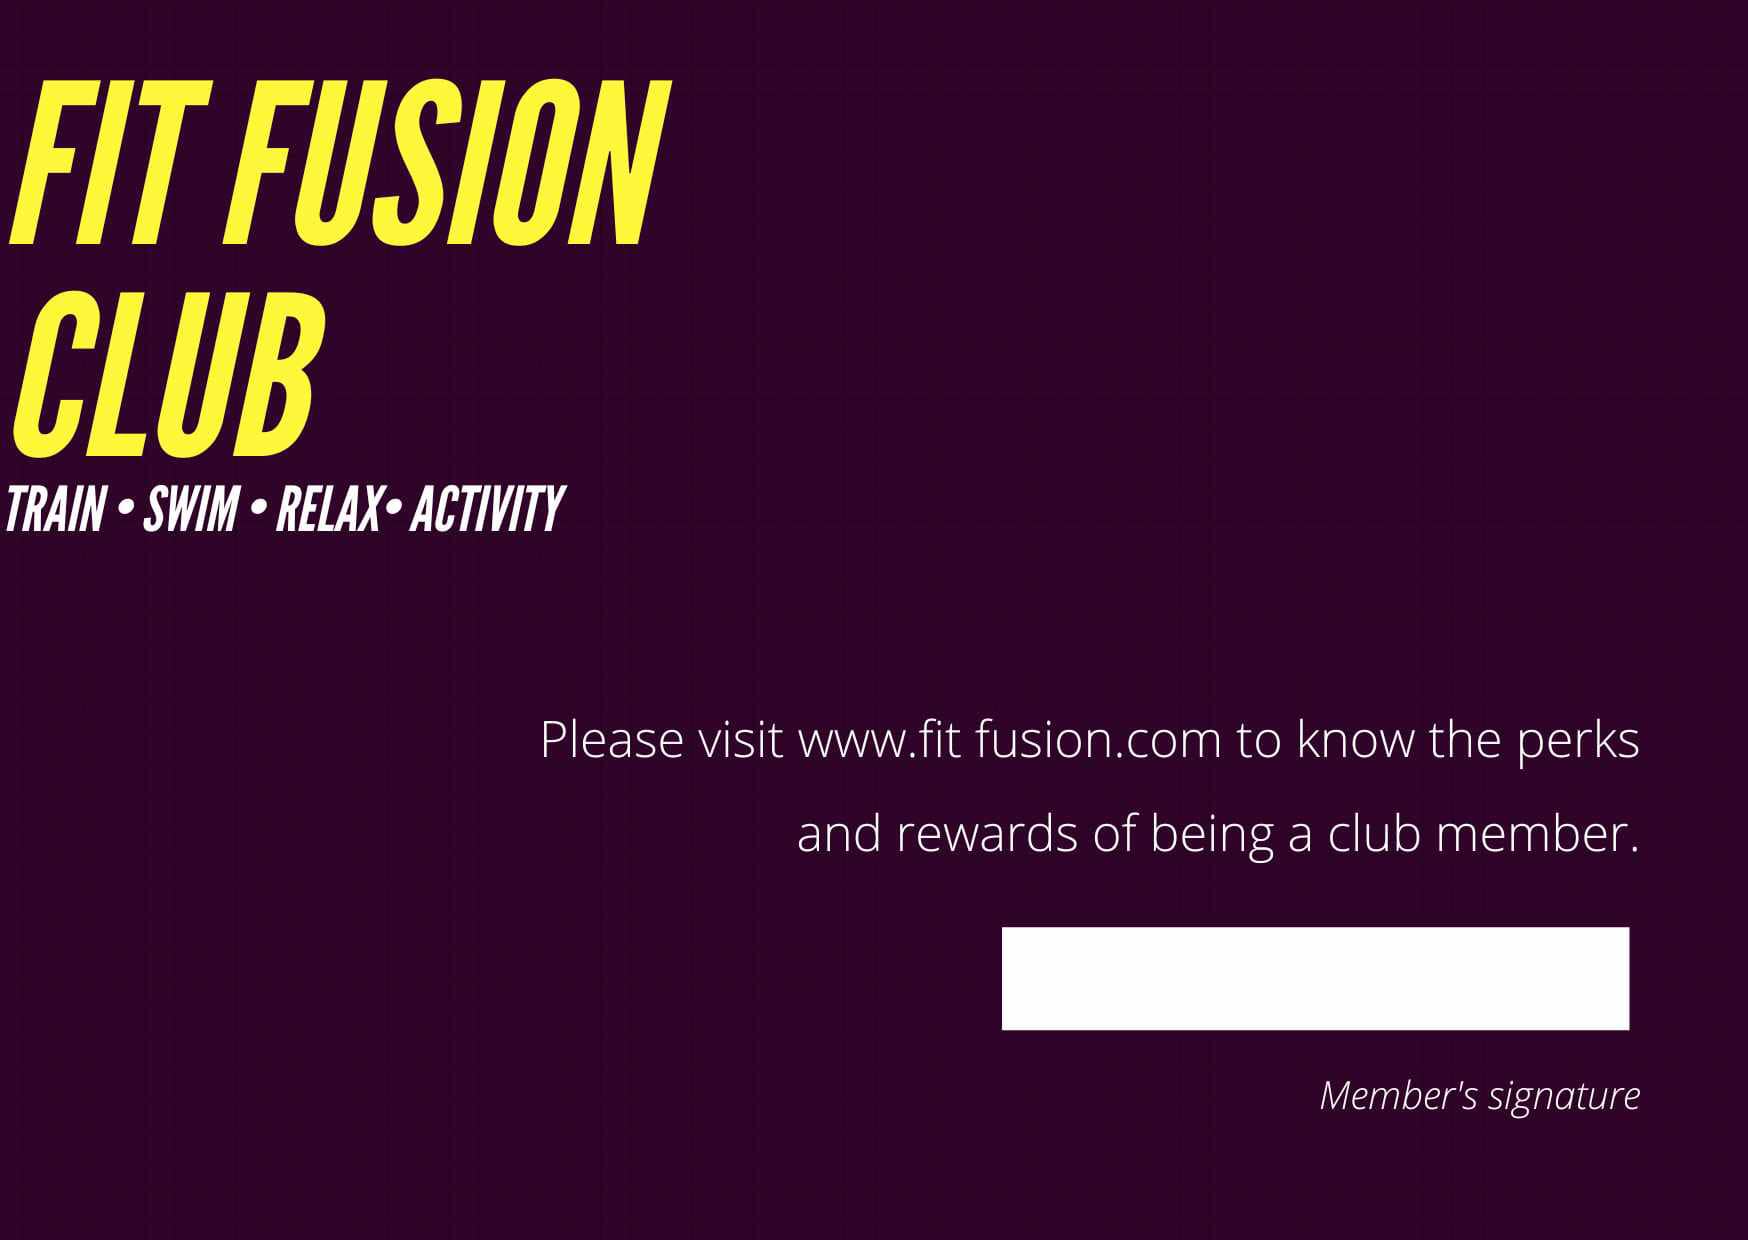 FIT FUSION
CLUB
TRAIN • SWIM • RELAX• ACTIVITY
Please visit www.fit fusion.com to know the perks
and rewards of being a club member.
Member's signature